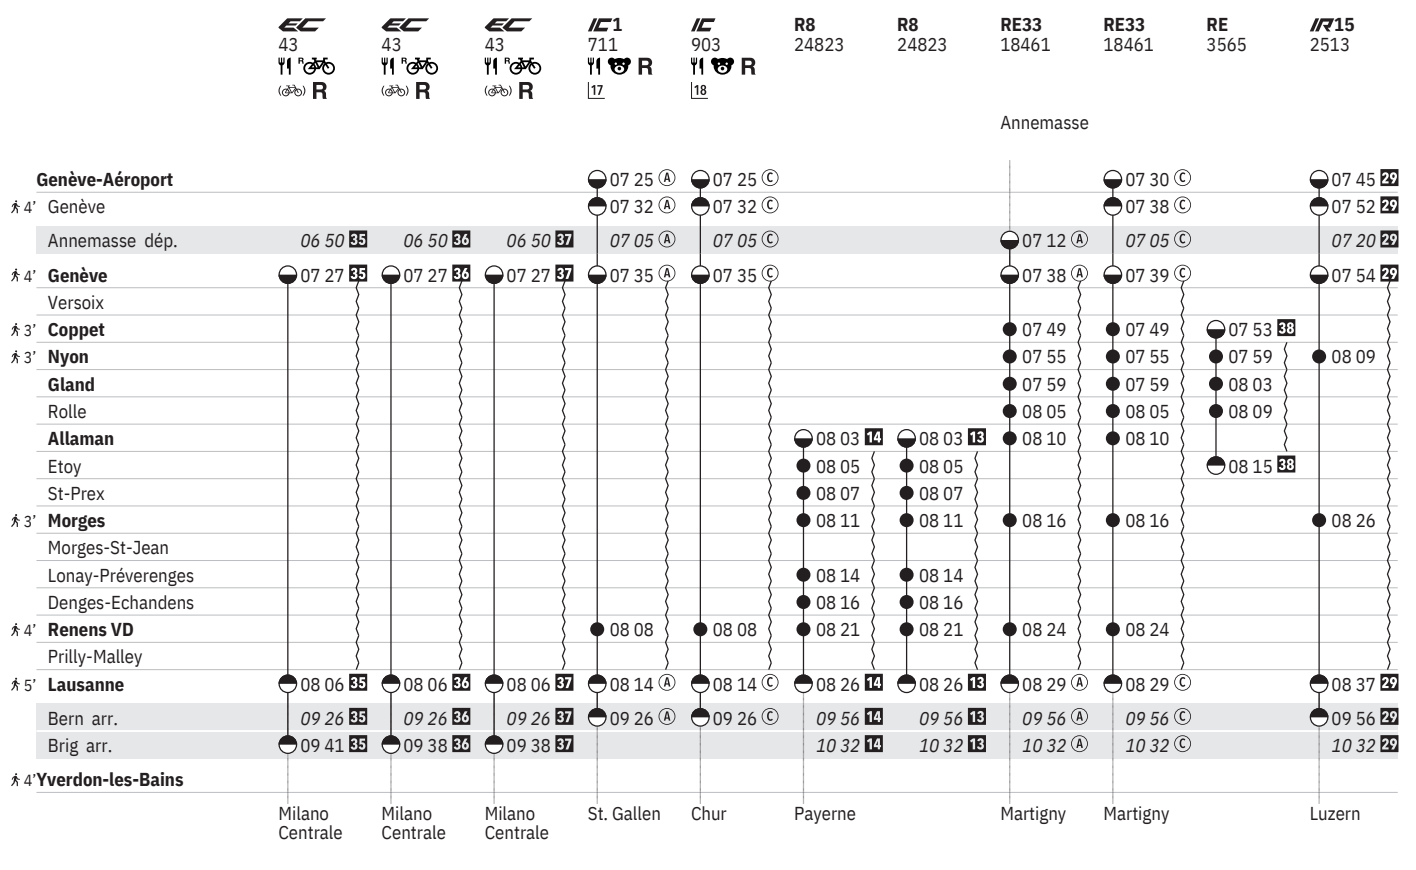 EC EC EC IC 1 IC R8 R8 RE33 RE33 RE IR 15
43 43 43 711 903 24823 24823 18461 18461 3565 2513
R R R R R
R R R 17 18
Annemasse
Genève-Aéroport 07 25 A 07 25 C 07 30 C 07 45 29
4' Genève 07 32 A 07 32 C 07 38 C 07 52 29
Annemasse dép. 06 50 35 06 50 36 06 50 37 07 05 A 07 05 C 07 12 A 07 05 C 07 20 29
4' Genève 07 27 35 07 27 36 07 27 37 07 35 A 07 35 C 07 38 A 07 39 C 07 54 29
Versoix
3' Coppet 07 49 07 49 07 53 38
3' Nyon 07 55 07 55 07 59 08 09
Gland 07 59 07 59 08 03
Rolle 08 05 08 05 08 09
Allaman 08 03 14 08 03 13 08 10 08 10
Etoy 08 05 08 05 08 15 38
St-Prex 08 07 08 07
3' Morges 08 11 08 11 08 16 08 16 08 26
Morges-St-Jean
Lonay-Préverenges 08 14 08 14
Denges-Echandens 08 16 08 16
4' Renens VD 08 08 08 08 08 21 08 21 08 24 08 24
Prilly-Malley
5' Lausanne 08 06 35 08 06 36 08 06 37 08 14 A 08 14 C 08 26 14 08 26 13 08 29 A 08 29 C 08 37 29
Bern arr. 09 26 35 09 26 36 09 26 37 09 26 A 09 26 C 09 56 14 09 56 13 09 56 A 09 56 C 09 56 29
Brig arr. 09 41 35 09 38 36 09 38 37 10 32 14 10 32 13 10 32 A 10 32 C 10 32 29
4' Yverdon-les-Bains
Milano Milano Milano St. Gallen Chur Payerne Martigny Martigny Luzern
Centrale Centrale Centrale